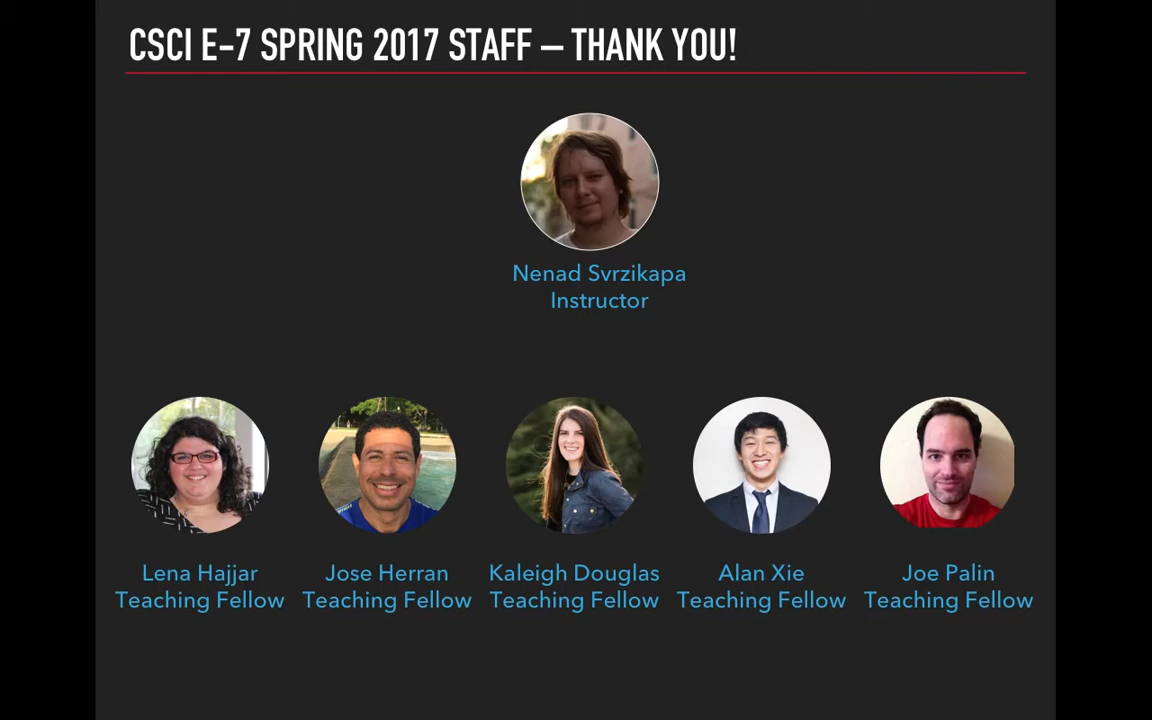 CSCI E-7 SPRING 2017 STAFF – THANK YOU!
Nenad Svrzikapa
Instructor
Lena Hajjar
Teaching Fellow
Jose Herran
Teaching Fellow
Kaleigh Douglas
Teaching Fellow
Alan Xie
Teaching Fellow
Joe Palin
Teaching Fellow